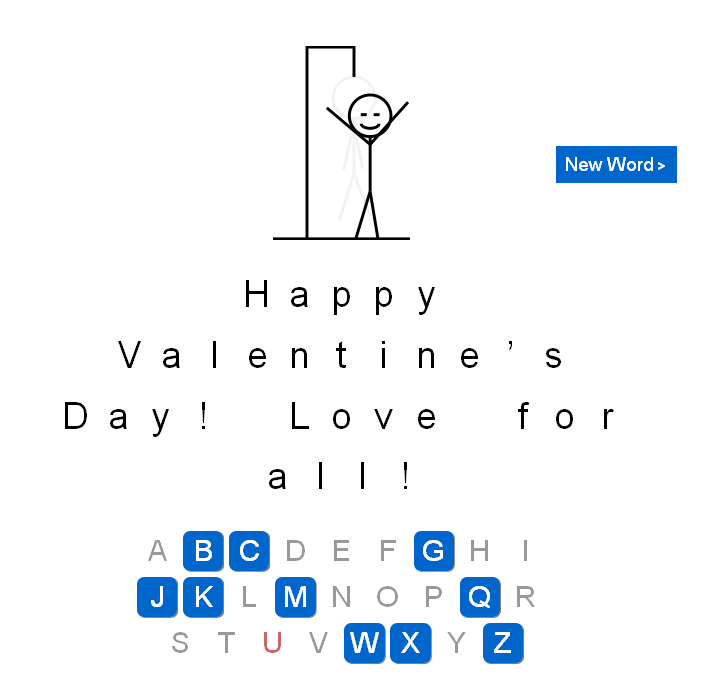 New Word >
Happy
Valentine’s
Day! Love for
all!
A B C D E F G H I
J K L M N O P Q R
S T U V W X Y Z